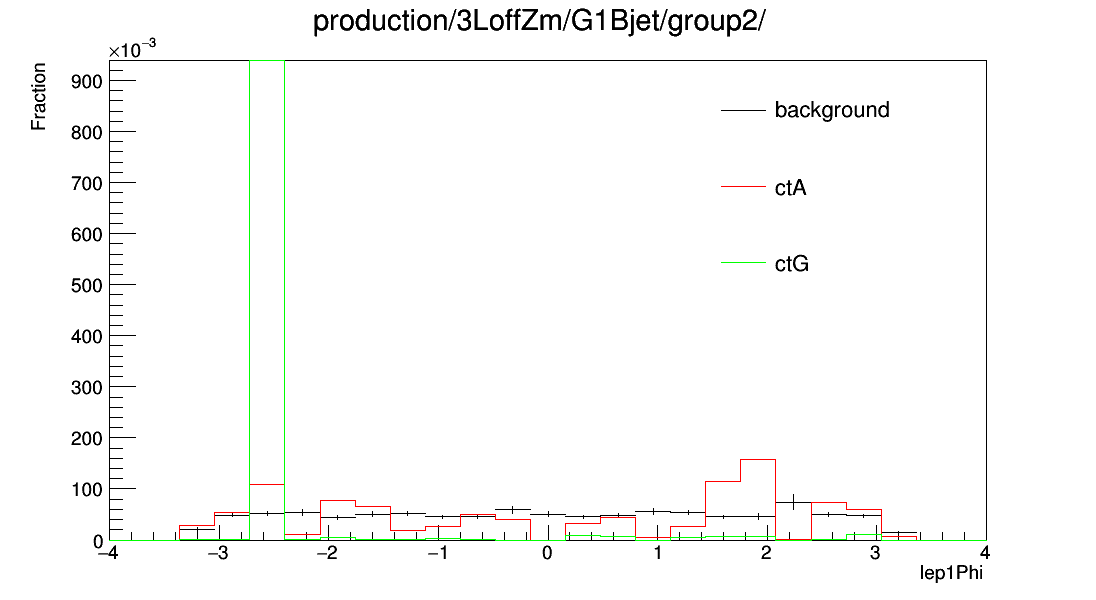 production/3LoffZm/G1Bjet/group2/
×10⁻³
Fraction
900
800
700
600
500
400
300
200
100
0
background
ctA
ctG
−4 −3 −2 −1 0 1 2 3 4
lep1Phi